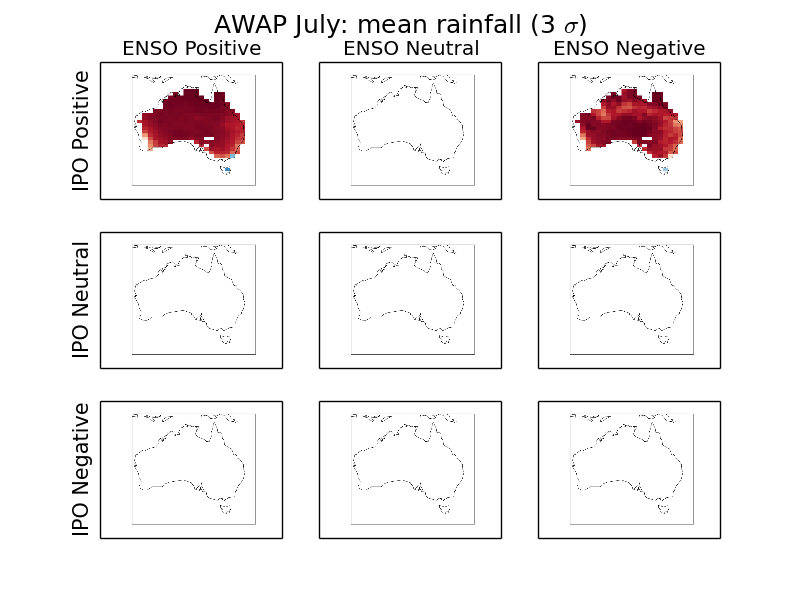 AWAP July: mean rainfall (3 σ)
ENSO Positive
ENSO Neutral
ENSO Negative
IPO Positive
IPO Neutral
IPO Negative